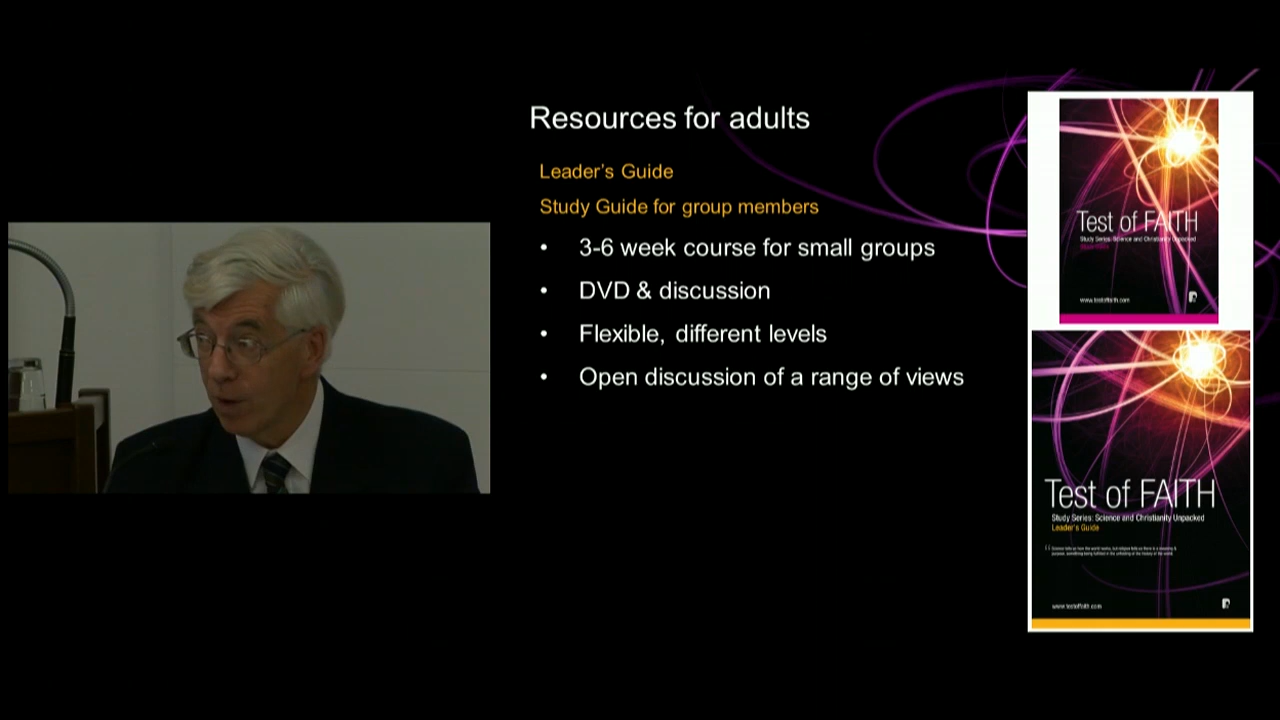 Resources for adults
Leader's Guide
Study Guide for group members
• 3-6 week course for small groups
• DVD & discussion
• Flexible, different levels
• Open discussion of a range of views
Test of FAITH
Study Series: Science and Christianity Unpacked
www.testoffaith.com
Test of FAITH
Study Series: Science and Christianity Unpacked
Leader's Guide
www.testoffaith.com